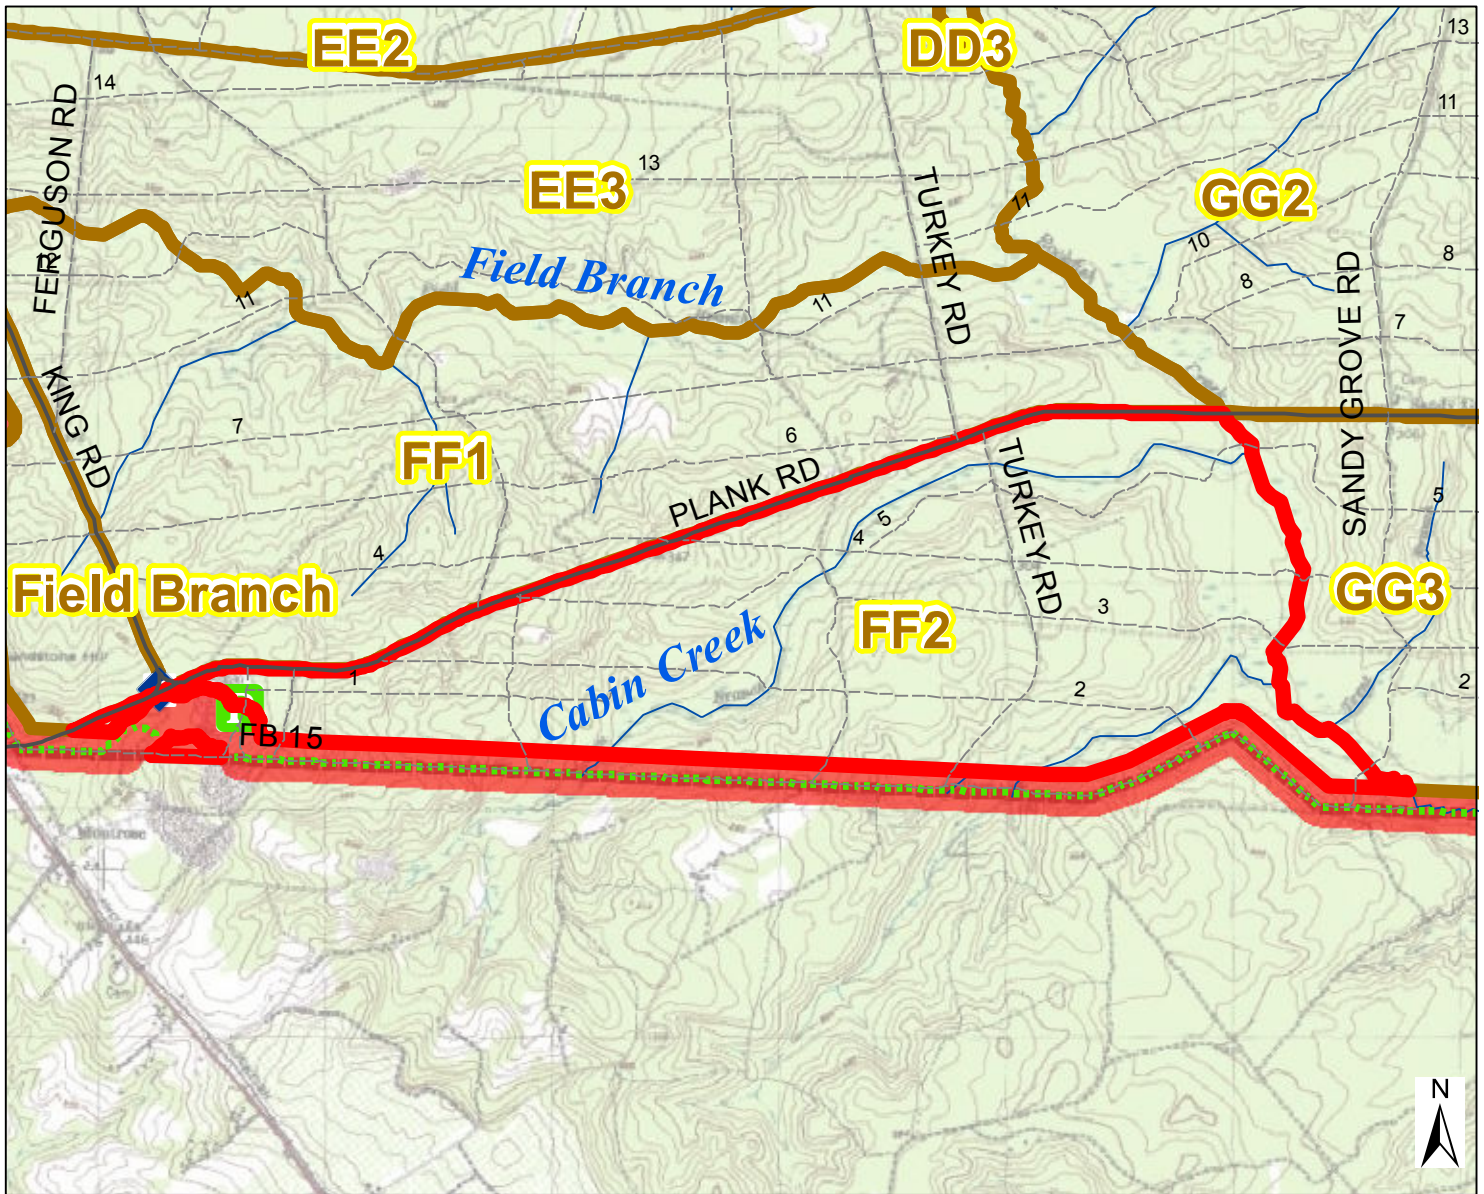 EE2
DD3
13
14
11
FERGUSON RD
EE3
13
TURKEY RD
11
GG2
10
8
8
Field Branch
11
11
SANDY GROVE RD
7
KING RD
7
FF1
6
PLANK RD
TURKEY RD
5
5
4
4
Field Branch
GG3
3
FF2
Cabin Creek
1
2
2
FB 15
Montrose
N